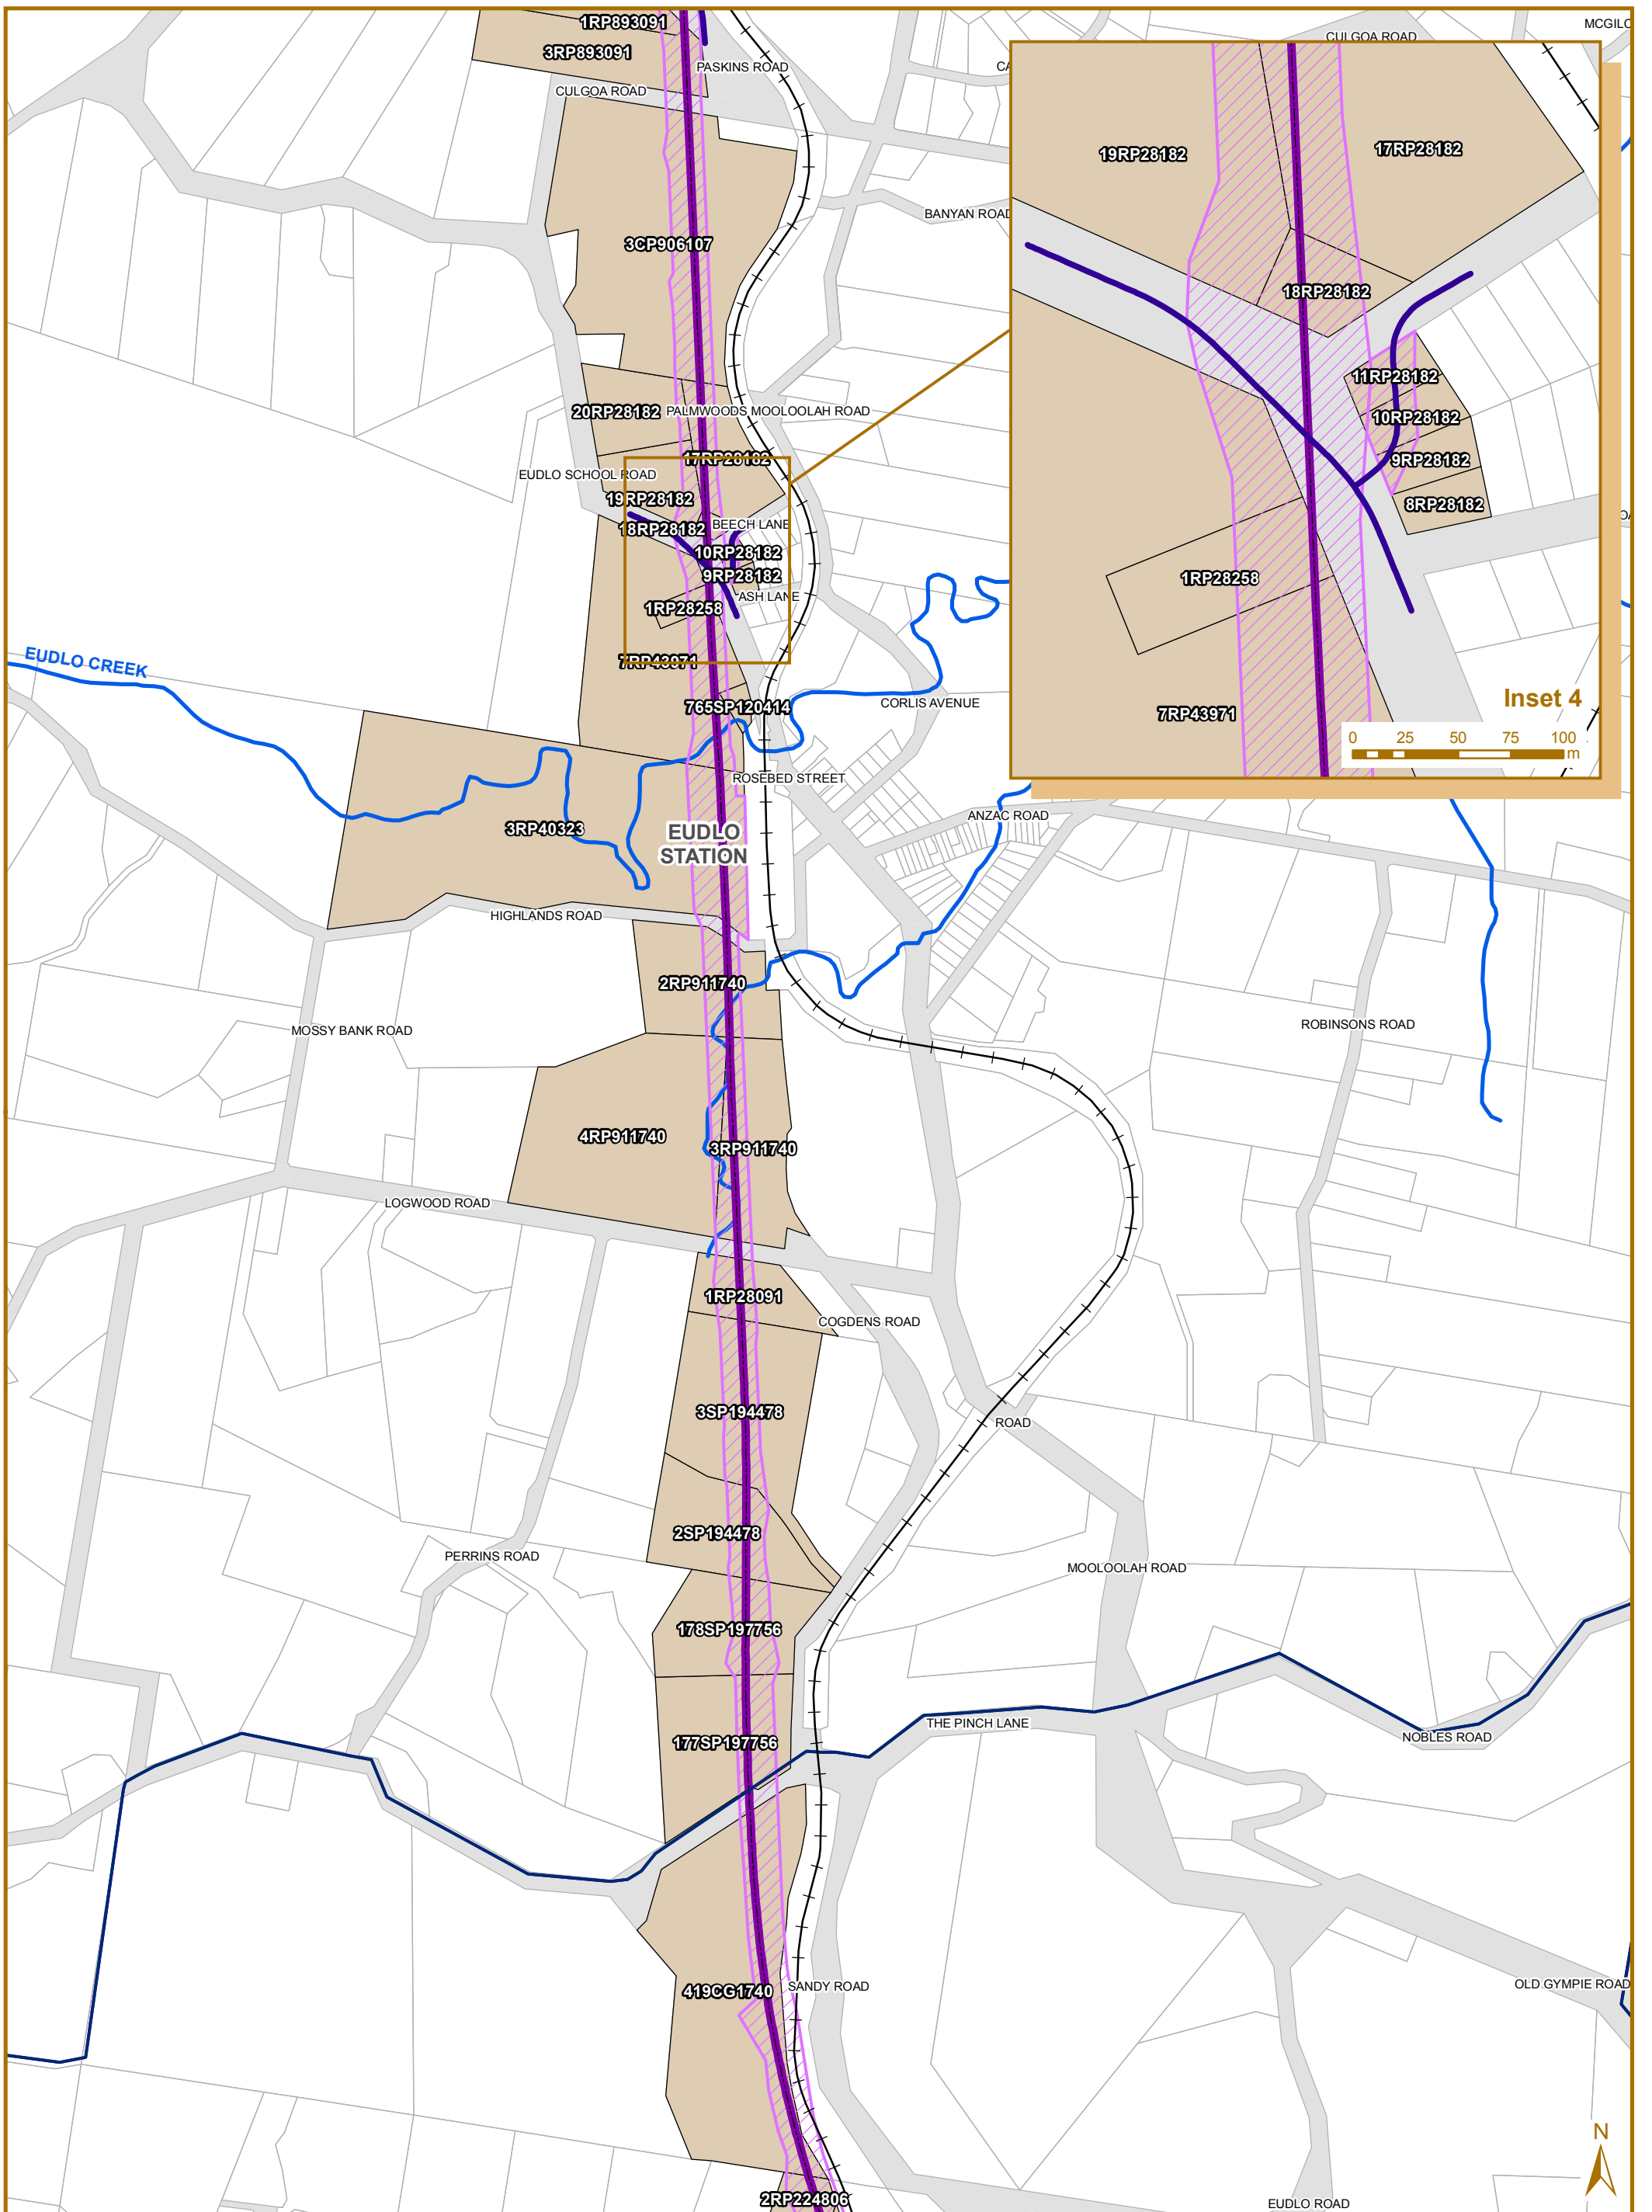 1RP893091
MCGILC
3RP893091
CULGOA ROAD
PASKINS ROAD
CA
CULGOA ROAD
19RP28182
17RP28182
BANYAN ROAD
3CP906107
18RP28182
11RP28182
20RP28182
PALMWOODS MOOLOOLAH ROAD
10RP28182
17RP28182
9RP28182
EUDLO SCHOOL ROAD
19RP28182
8RP28182
18RP28182
BEECH LANE
10RP28182
9RP28182
1RP28258
ASH LANE
1RP28258
EUDLO CREEK
7RP43971
765SP120414
CORLIS AVENUE
7RP43971
Inset 4
0 25 50 75 100
m
ROSEBED STREET
3RP40323
EUDLO
STATION
ANZAC ROAD
HIGHLANDS ROAD
2RP911740
MOSSY BANK ROAD
ROBINSONS ROAD
4RP911740
3RP911740
LOGWOOD ROAD
1RP28091
COGDENS ROAD
3SP194478
ROAD
2SP194478
PERRINS ROAD
MOOLOOLAH ROAD
178SP197756
THE PINCH LANE
NOBLES ROAD
177SP197756
419CG1740
SANDY ROAD
OLD GYMPIE ROAD
N
2RP224806
EUDLO ROAD